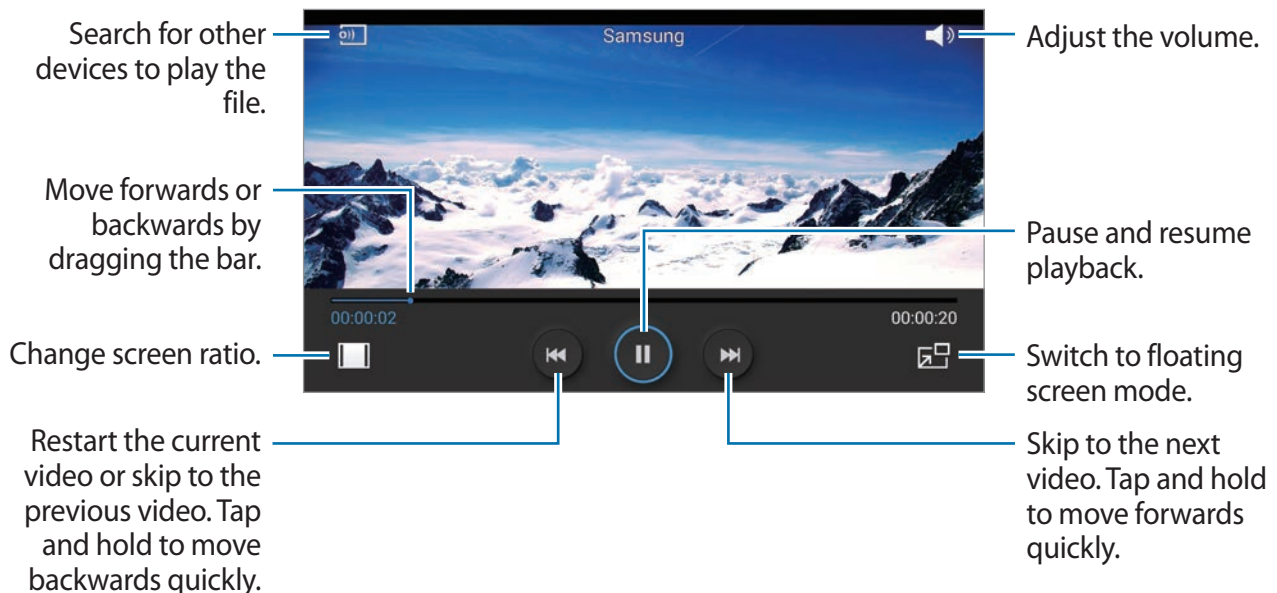 Search for other
devices to play the
file.
Samsung
Adjust the volume.
Move forwards or
backwards by
dragging the bar.
Pause and resume
playback.
00:00:02
00:00:20
Change screen ratio.
Switch to floating
screen mode.
Restart the current
video or skip to the
previous video. Tap
and hold to move
backwards quickly.
Skip to the next
video. Tap and hold
to move forwards
quickly.